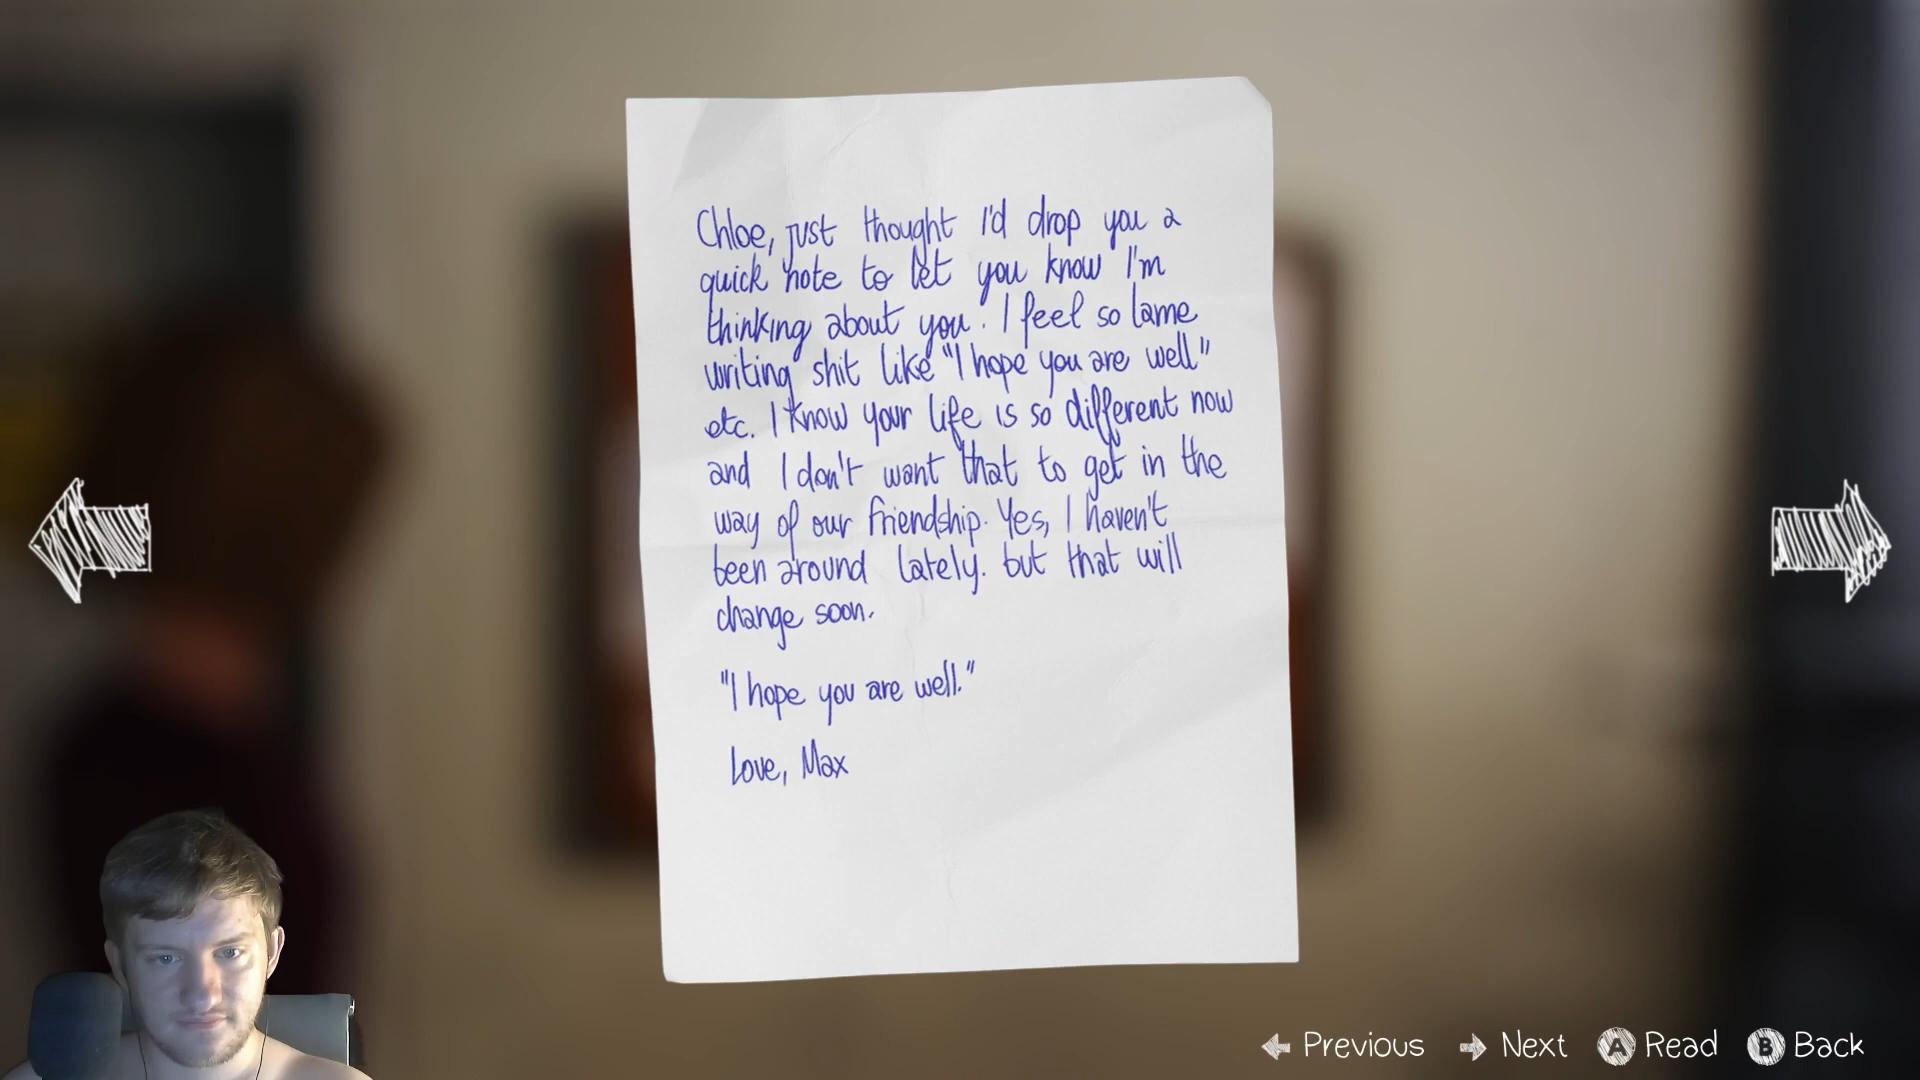 Chloe, just thought I'd drop you a
quick note to let you know I'm
thinking about you. I feel so lame
writing shit like "I hope you are well"
etc. I know your life is so different now
and I don't want that to get in the
way of our friendship. Yes, I haven't
been around lately. but that will
change soon.
"I hope you are well."
Love, Max
Previous Next A Read B Back